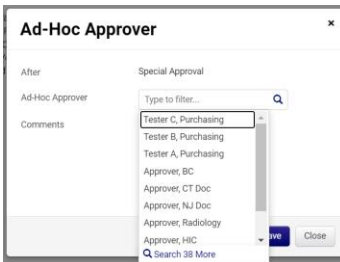 Ad-Hoc Approver
×
After Special Approval
Ad-Hoc Approver Type to filter...
Comments
Tester C, Purchasing
Tester B, Purchasing
Tester A, Purchasing
Approver, BC
Approver, CT Doc
Approver, NJ Doc
Approver, Radiology
Approver, HIC
Search 38 More
ave Close